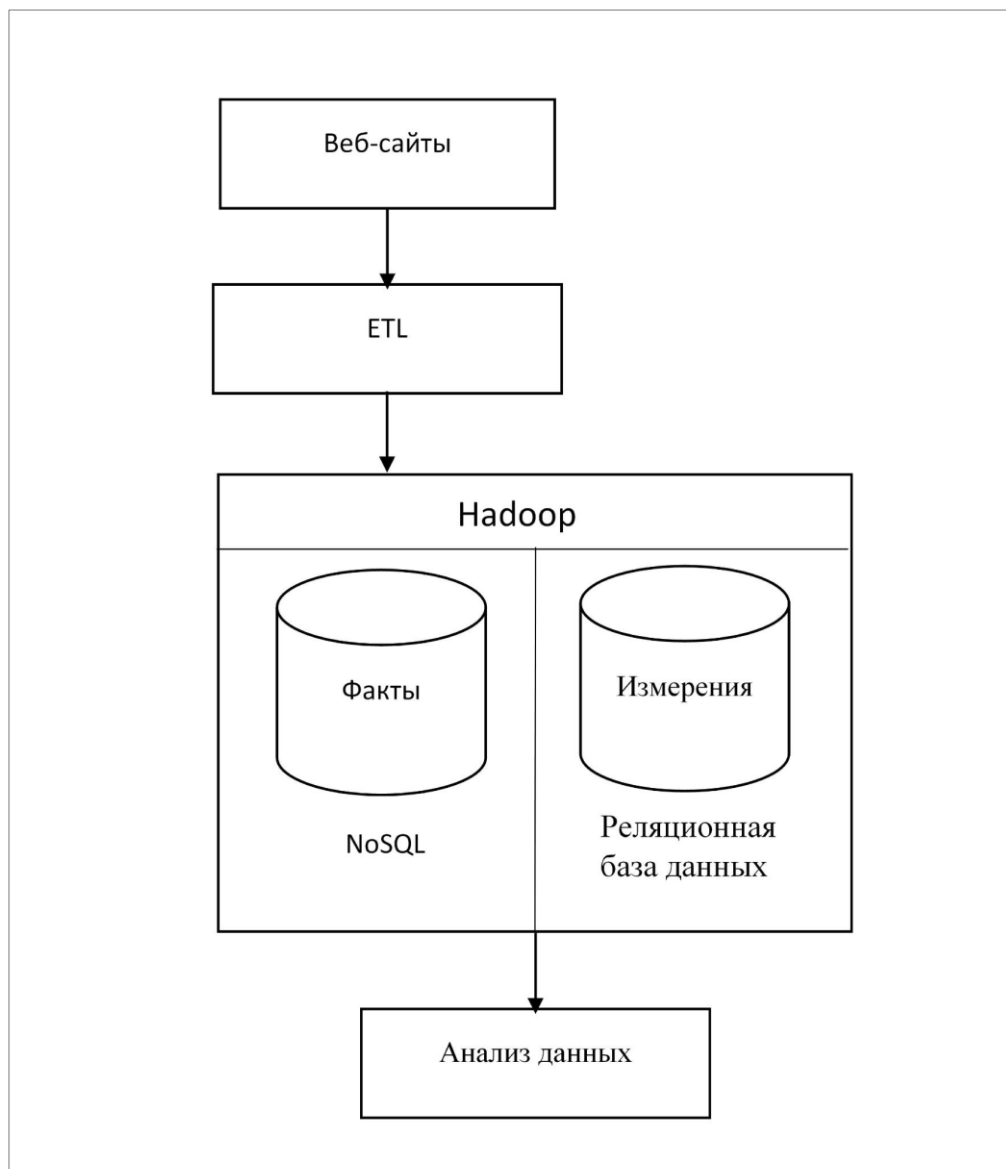 Веб-сайты
ETL
Hadoop
Факты
Измерения
NoSQL
Реляционная
база данных
Анализ данных